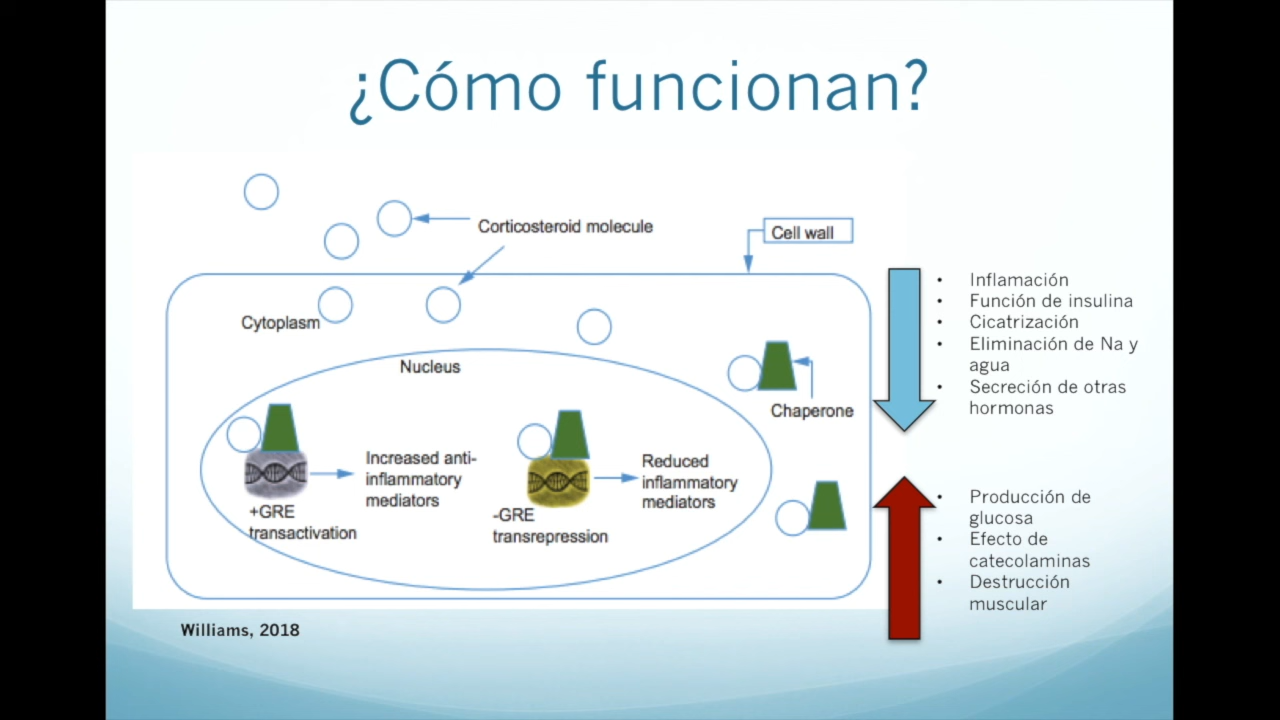 ¿Cómo funcionan?
Corticosteroid molecule
Cell wall
Cytoplasm
Nucleus
Chaperone
Increased anti-
inflammatory
mediators
+GRE
transactivation
Reduced
inflammatory
mediators
-GRE
transrepression
• Inflamación
• Función de insulina
• Cicatrización
• Eliminación de Na y
agua
• Secreción de otras
hormonas
• Producción de
glucosa
• Efecto de
catecolaminas
• Destrucción
muscular
Williams, 2018